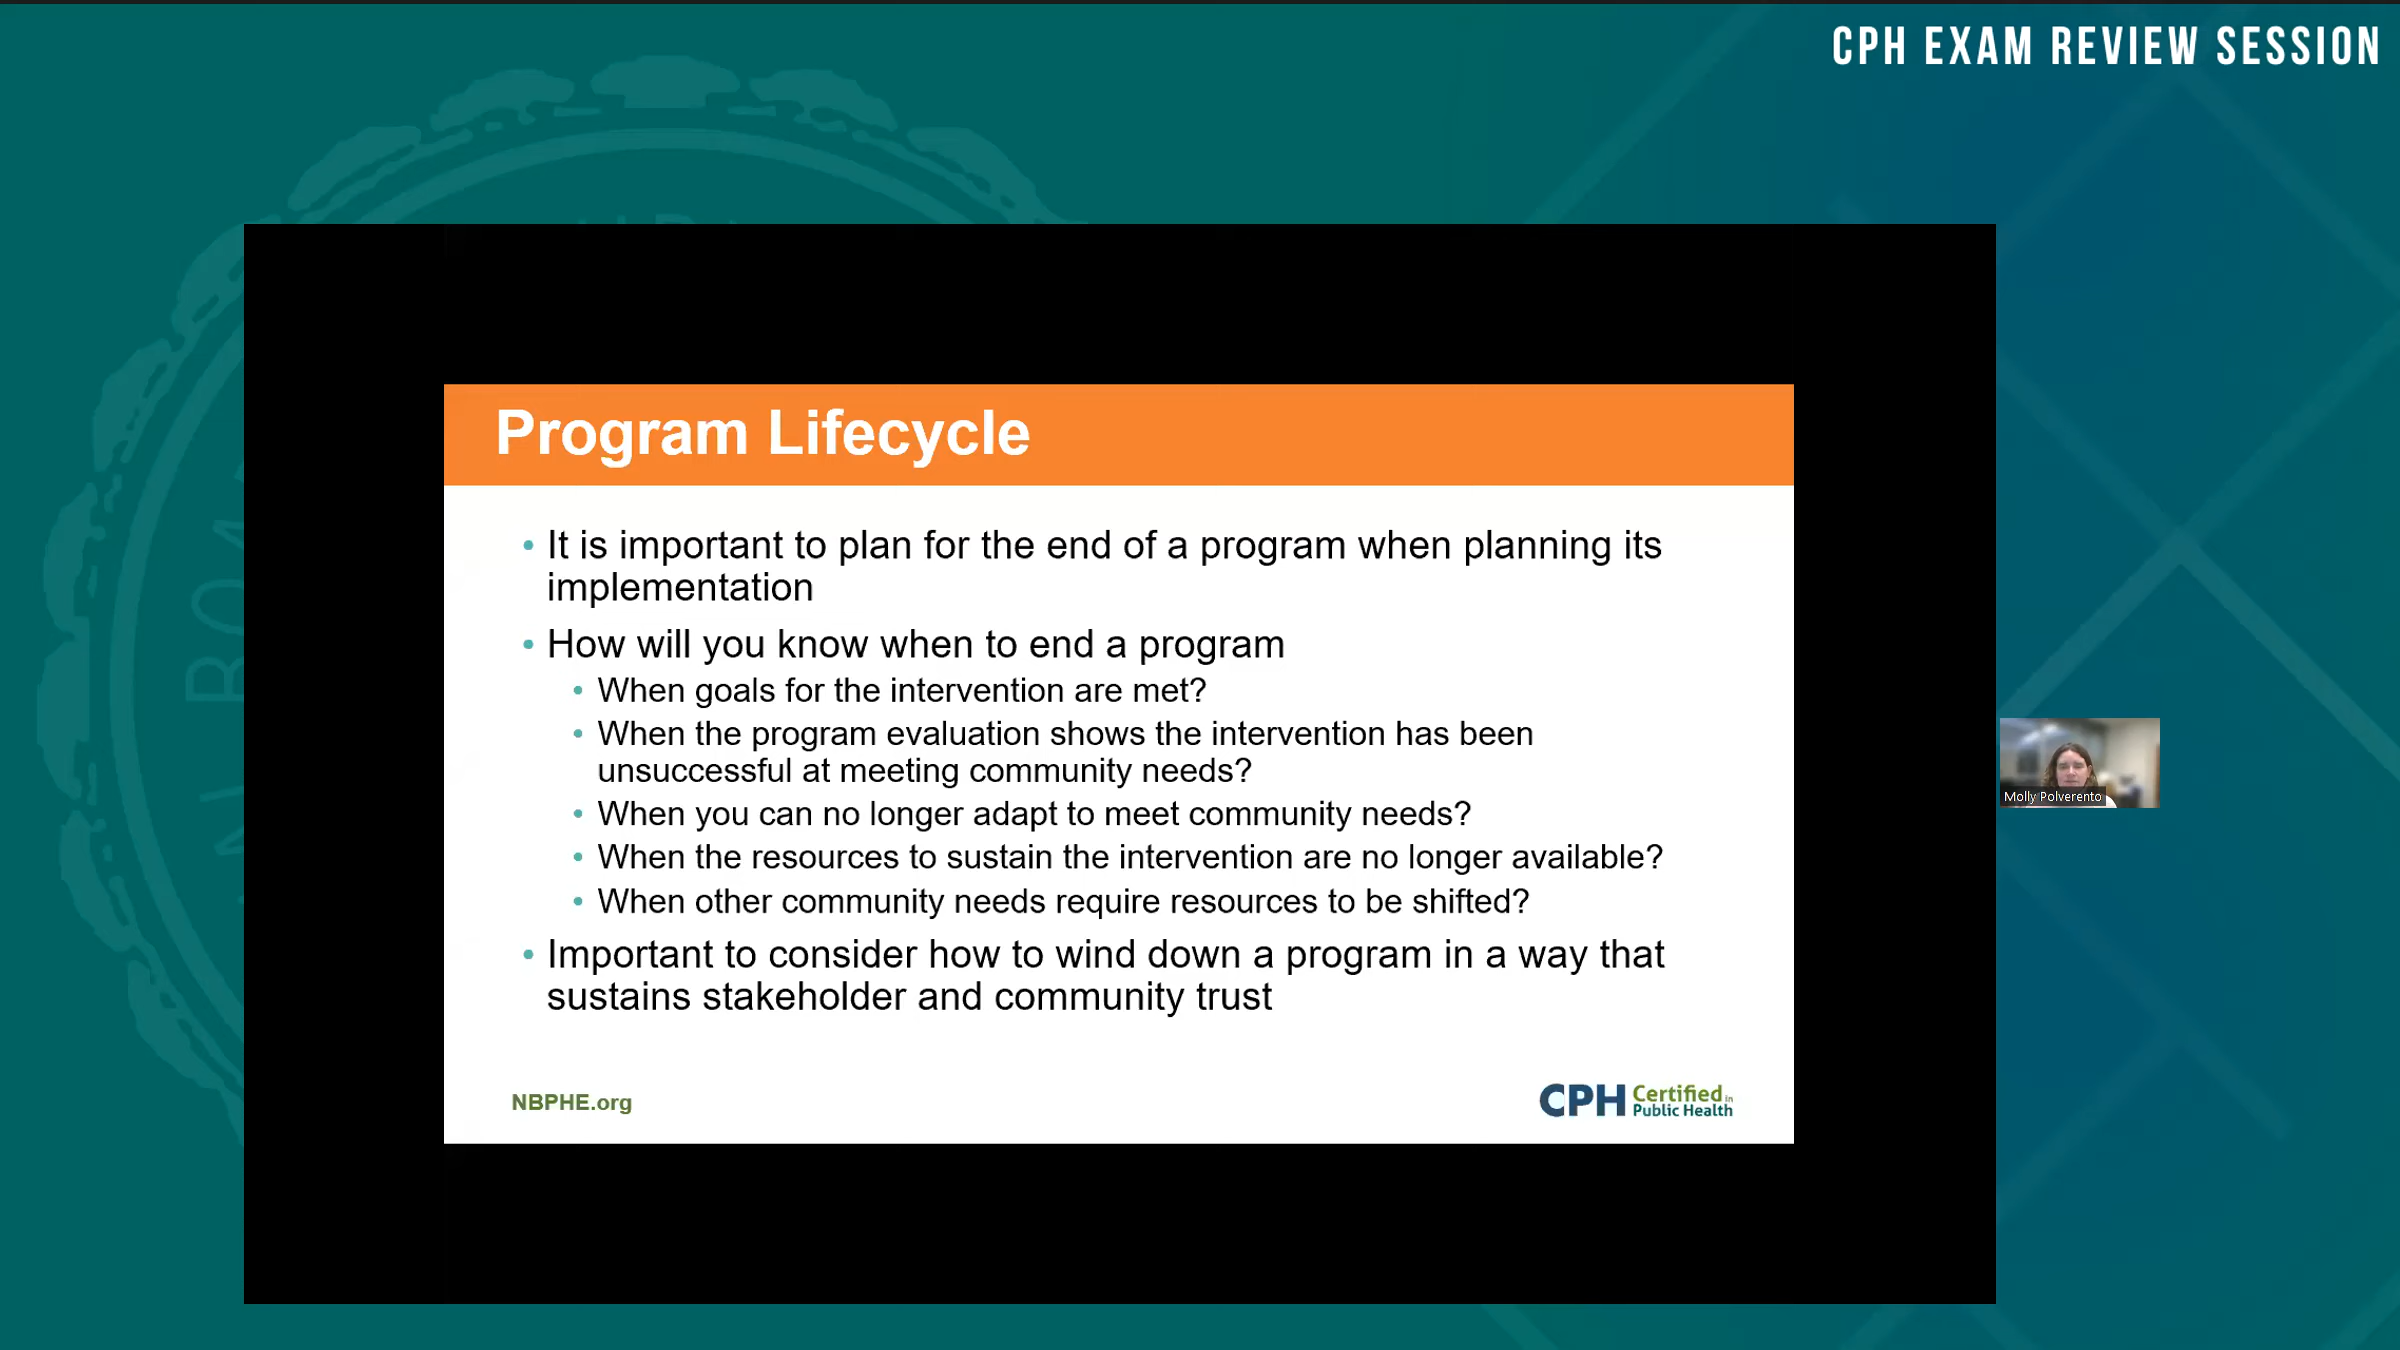 CPH EXAM REVIEW SESSION
Program Lifecycle
• It is important to plan for the end of a program when planning its
implementation
• How will you know when to end a program
• When goals for the intervention are met?
• When the program evaluation shows the intervention has been
unsuccessful at meeting community needs?
• When you can no longer adapt to meet community needs?
• When the resources to sustain the intervention are no longer available?
• When other community needs require resources to be shifted?
• Important to consider how to wind down a program in a way that
sustains stakeholder and community trust
NBPHE.org
CPH Certified in
Public Health
Molly Polverento